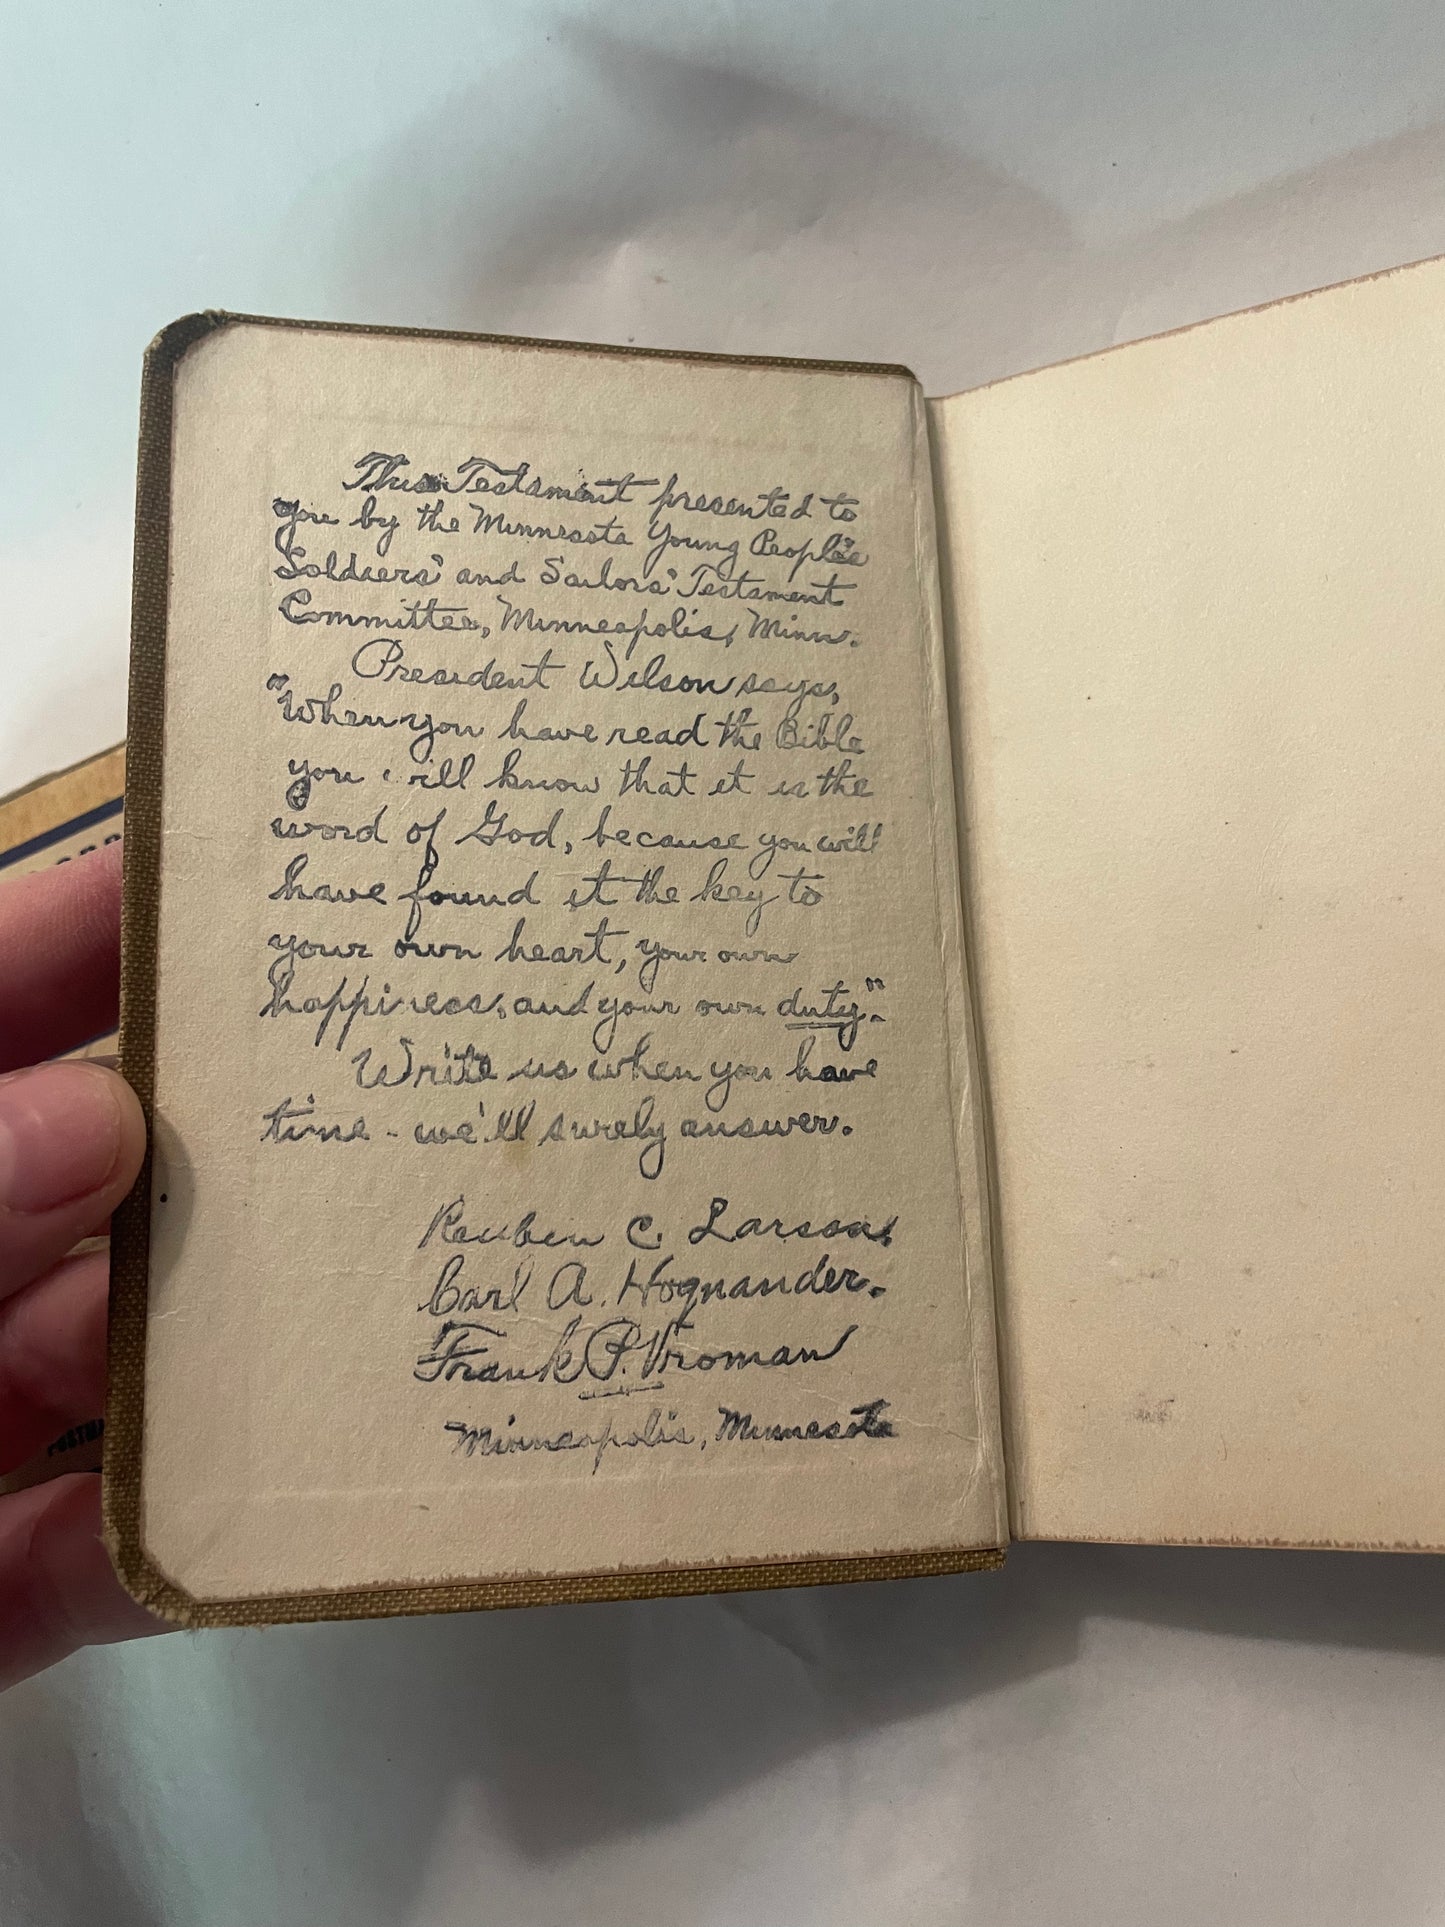 This Testament presented to
you by the Minnesota Young People's
Soldiers' and Sailors' Testament
Committee, Minneapolis, Minn.
President Wilson says,
"When you have read the Bible
you will know that it is the
word of God, because you will
have found it the key to
your own heart, your own
happiness, and your own duty".
Write us when you have
time - we'll surely answer.
Reuben C. Larson,
Carl A. Hognander.
Frank P. Vroman
Minneapolis, Minnesota